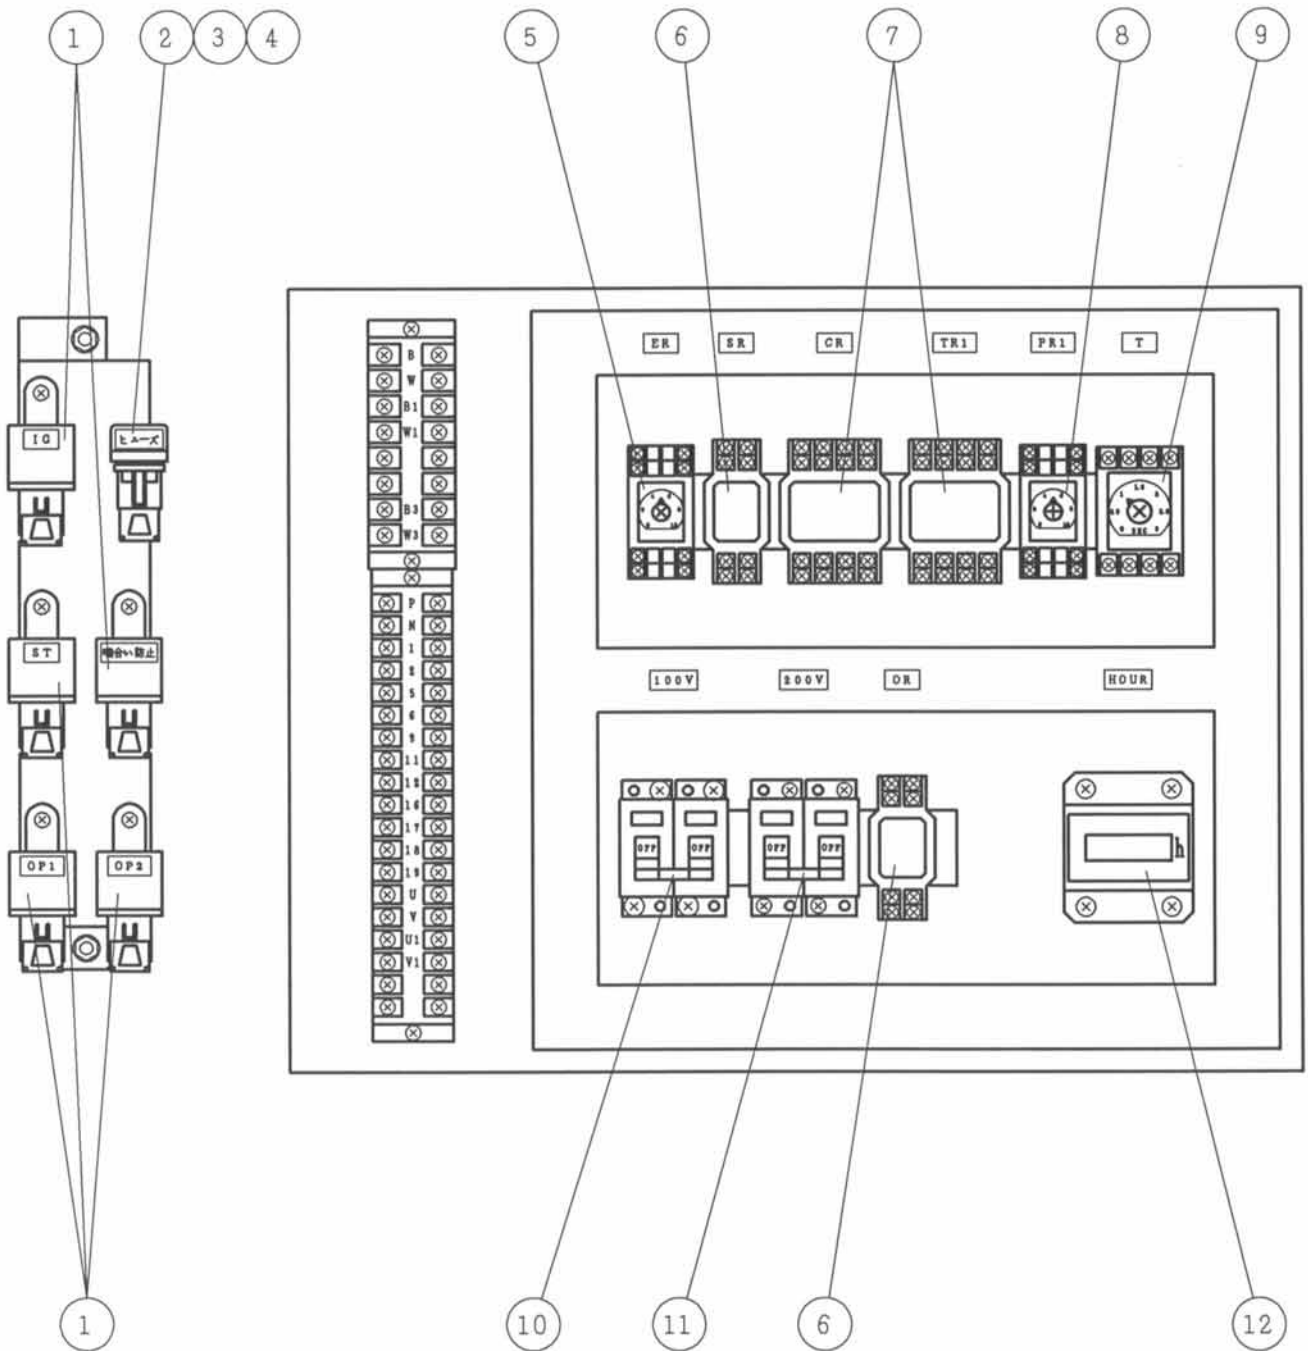 1 2 3 4 5 6 7 8 9
ER SR CR TR1 PR1 T
B
W
B1
W1
B3
W3
IG ヒューズ
SEC
P
N
1
2
5
6
9
11
12
16
17
18
19
U
V
U1
V1
ST 噛合い防止
100V 200V OR HOUR
OFF OFF OFF OFF
h
OP1 OP2
1 10 11 6 12